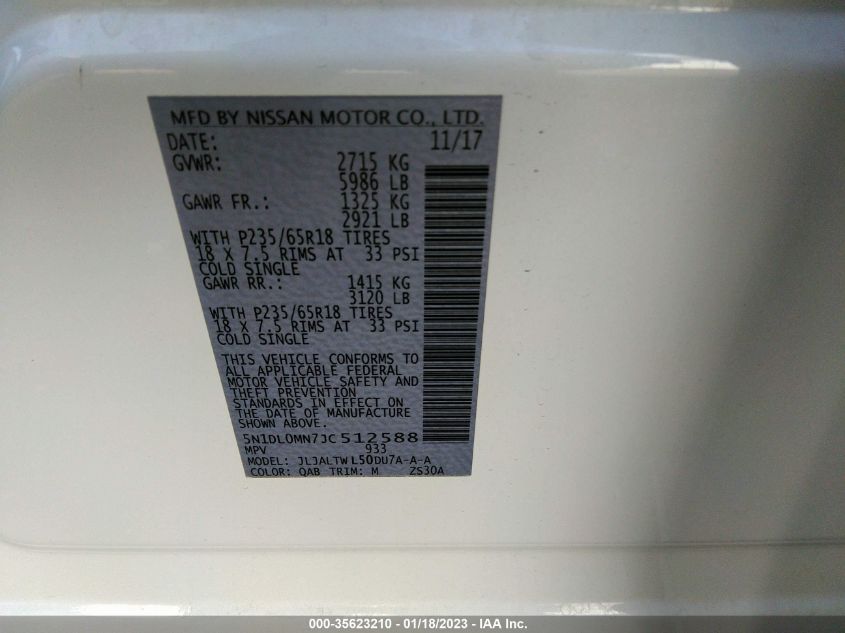 MFD BY NISSAN MOTOR CO., LTD.
DATE: 11/17
GVWR: 2715 KG
5986 LB
GAWR FR.: 1325 KG
2921 LB
WITH P235/65R18 TIRES
18 X 7.5 RIMS AT 33 PSI
COLD SINGLE
GAWR RR.: 1415 KG
3120 LB
WITH P235/65R18 TIRES
18 X 7.5 RIMS AT 33 PSI
COLD SINGLE
THIS VEHICLE CONFORMS TO
ALL APPLICABLE FEDERAL
MOTOR VEHICLE SAFETY AND
THEFT PREVENTION
STANDARDS IN EFFECT ON
THE DATE OF MANUFACTURE
SHOWN ABOVE.
5N1DL0MN7JC512588
MPV 933
MODEL: JLJALTWL50DU7A-A-A
COLOR: QAB TRIM: M ZS30A
000-35623210 - 01/18/2023 - IAA Inc.